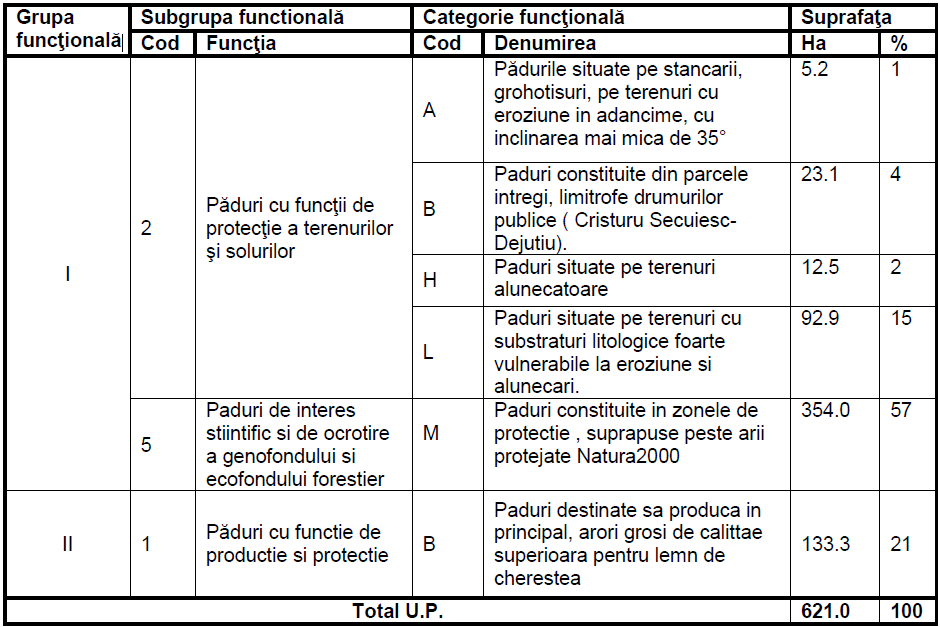 Grupa funcţională
Subgrupa functională
Categorie funcţională
Suprafaţa
Cod
Funcţia
Cod
Denumirea
Ha
%
I
2
Păduri cu funcţii de
protecţie a terenurilor
şi solurilor
A
Pădurile situate pe stancarii,
grohotisuri, pe terenuri cu
eroziune in adancime, cu
inclinarea mai mica de 35°
5.2
1
B
Paduri constituite din parcele
intregi, limitrofe drumurilor
publice ( Cristuru Secuiesc-
Dejutiu).
23.1
4
H
Paduri situate pe terenuri
alunecatoare
12.5
2
L
Paduri situate pe terenuri cu
substraturi litologice foarte
vulnerabile la eroziune si
alunecari.
92.9
15
5
Paduri de interes
stiintific si de ocrotire
a genofondului si
ecofondului forestier
M
Paduri constituite in zonele de
protectie , suprapuse peste arii
protejate Natura2000
354.0
57
II
1
Păduri cu functie de
productie si protectie
B
Paduri destinate sa produca in
principal, arori grosi de calittae
superioara pentru lemn de
cherestea
133.3
21
Total U.P.
621.0
100